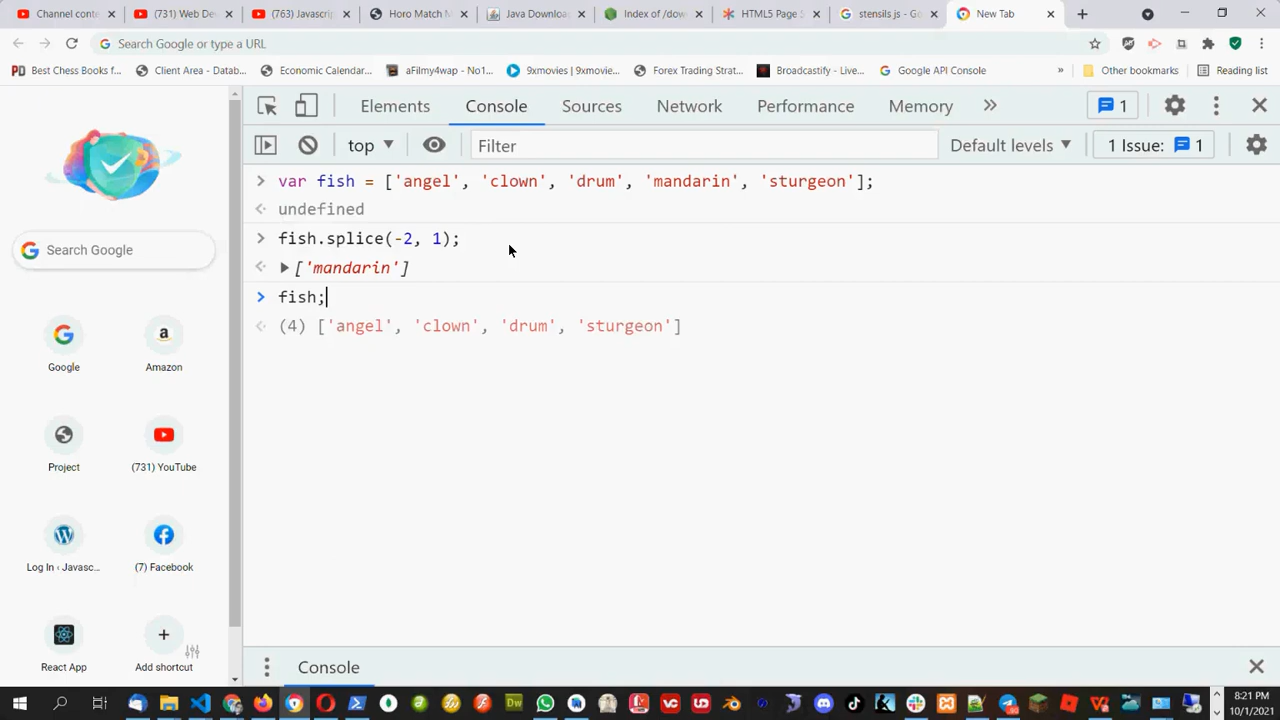 Channel conte
(731) Web De
(763) Javascrip
Horo Match M
Java Downloa
Index of /dow
HTML5 Page S
stensils js - Go
New Tab
Search Google or type a URL
Best Chess Books f...
Client Area - Datab...
Economic Calendar...
aFilmy4wap - No1...
9xmovies | 9xmovie...
Forex Trading Strat...
Broadcastify - Live...
Google API Console
»
Other bookmarks
Reading list
Elements
Console
Sources
Network
Performance
Memory
»
1
top
Filter
Default levels
1 Issue:
1
> var fish = ['angel', 'clown', 'drum', 'mandarin', 'sturgeon'];
undefined
> fish.splice(-2, 1);
['mandarin']
> fish;
(4) ['angel', 'clown', 'drum', 'sturgeon']
Search Google
Google
Amazon
Project
(731) YouTube
Log In ‹ Javasc...
(7) Facebook
React App
Add shortcut
Console
8:21 PM
10/1/2021